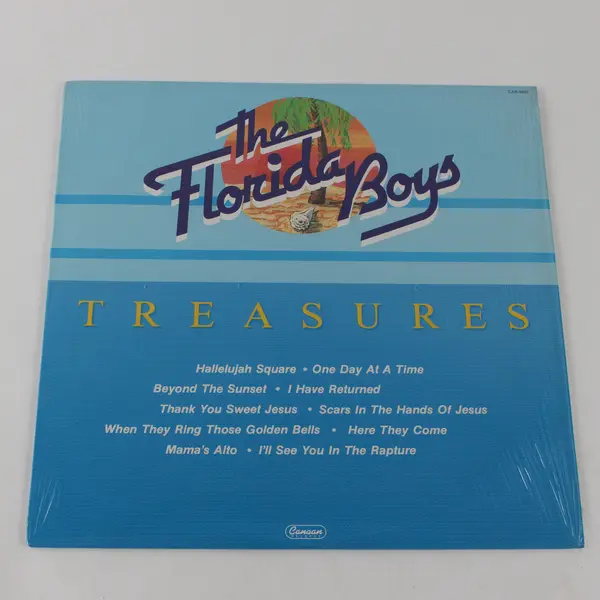 The
Florida Boys
TREASURES
Hallelujah Square • One Day At A Time
Beyond The Sunset • I Have Returned
Thank You Sweet Jesus • Scars In The Hands Of Jesus
When They Ring Those Golden Bells • Here They Come
Mama's Alto • I'll See You In The Rapture
Canaan